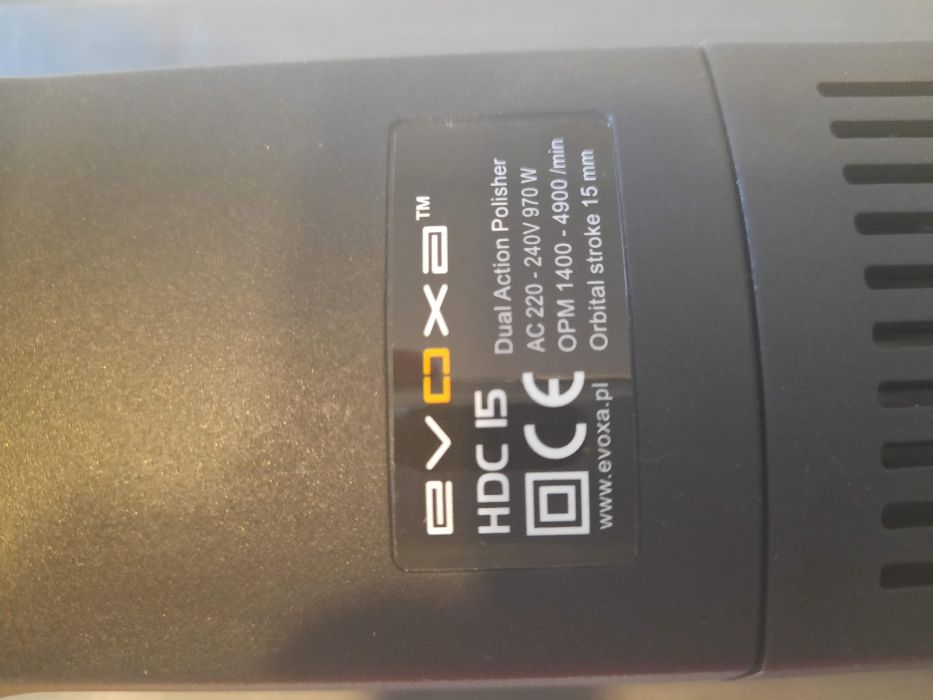 evoxa™
HDC 15
Dual Action Polisher
AC 220 - 240V 970 W
OPM 1400 - 4900 /min
Orbital stroke 15 mm
CE
www.evoxa.pl